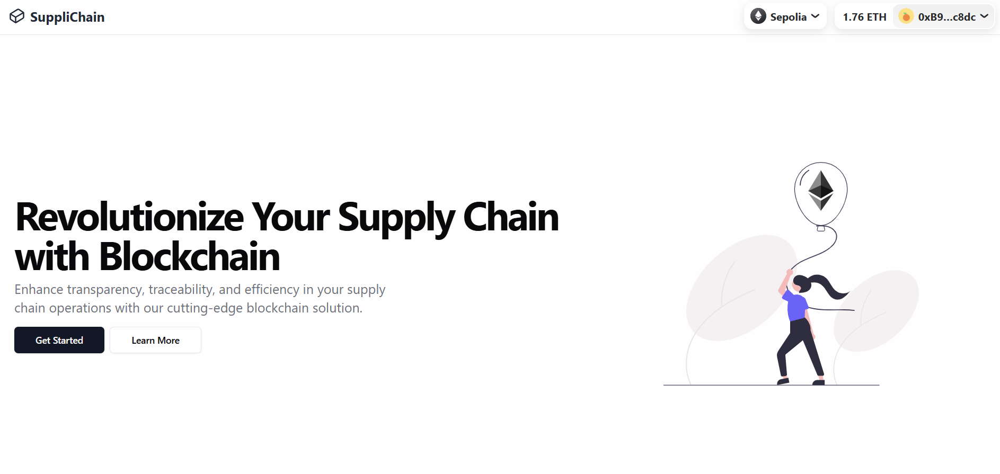 SuppliChain
Sepolia
1.76 ETH
0xB9...c8dc
Revolutionize Your Supply Chain
with Blockchain
Enhance transparency, traceability, and efficiency in your supply
chain operations with our cutting-edge blockchain solution.
Get Started
Learn More